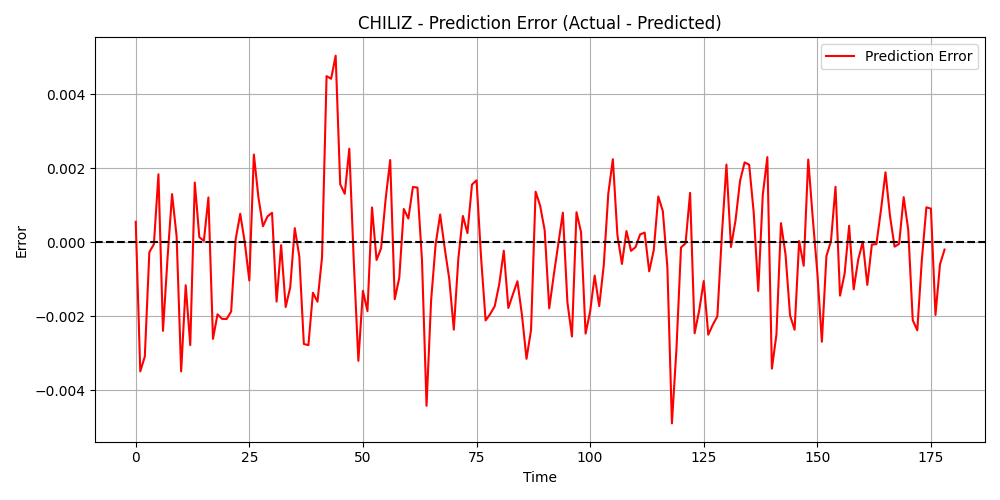 CHILIZ - Prediction Error (Actual - Predicted)
Prediction Error
Error
0.004
0.002
0.000
−0.002
−0.004
0 25 50 75 100 125 150 175
Time